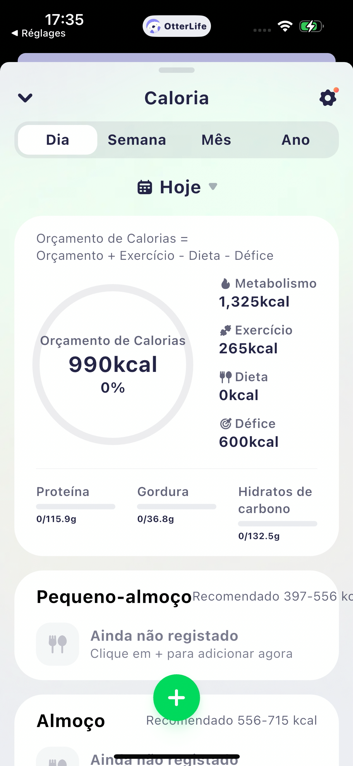 17:35
OtterLife
◀ Réglages
Caloria
Dia Semana Mês Ano
Hoje ▼
Orçamento de Calorias =
Orçamento + Exercício - Dieta - Défice
Orçamento de Calorias
990kcal
0%
Metabolismo
1,325kcal
Exercício
265kcal
Dieta
0kcal
Défice
600kcal
Proteína
0/115.9g
Gordura
0/36.8g
Hidratos de
carbono
0/132.5g
Pequeno-almoço Recomendado 397-556 kc
Ainda não registado
Clique em + para adicionar agora
Almoço Recomendado 556-715 kcal
Ainda não registado